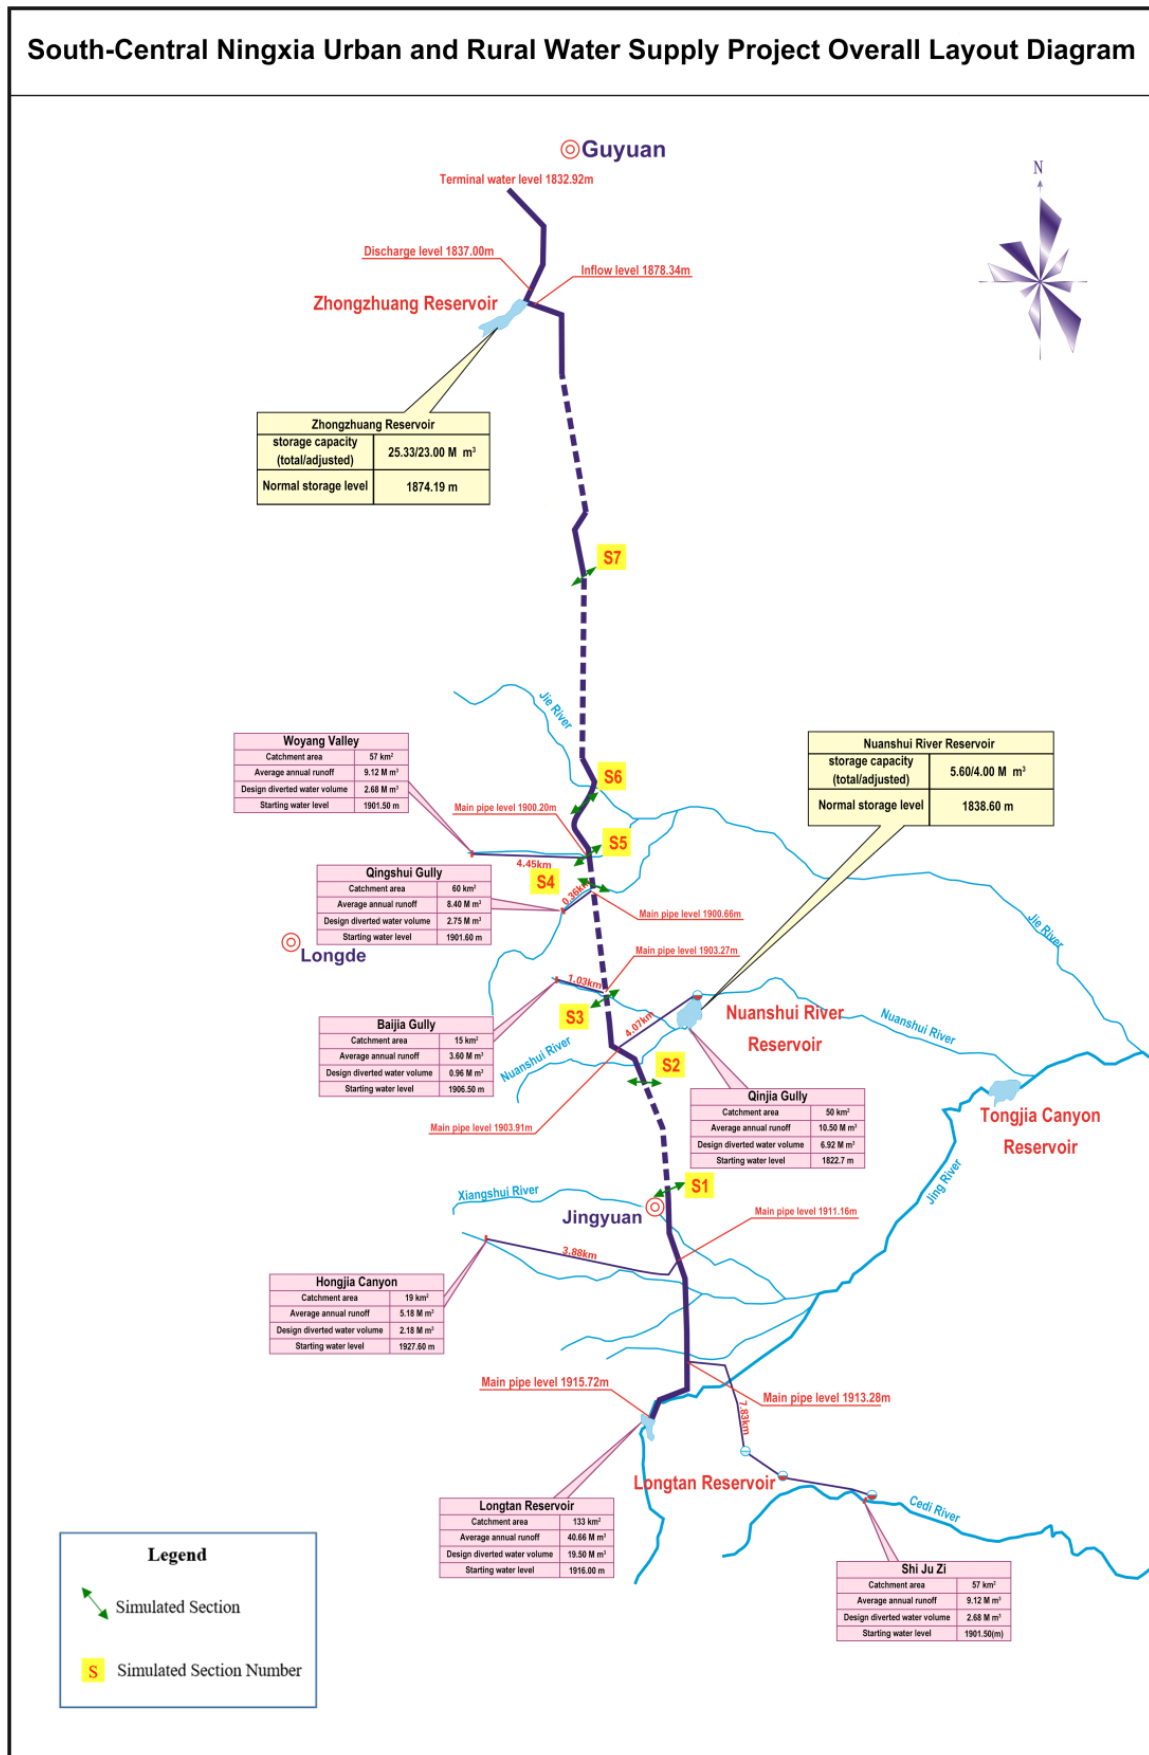 South-Central Ningxia Urban and Rural Water Supply Project Overall Layout Diagram
Guyuan
N
Terminal water level 1832.92m
Discharge level 1837.00m
Inflow level 1878.34m
Zhongzhuang Reservoir
Zhongzhuang Reservoir
storage capacity
(total/adjusted)
25.33/23.00 M m³
Normal storage level
1874.19 m
S7
Jie River
Woyang Valley
Catchment area
57 km²
Average annual runoff
9.12 M m³
Design diverted water volume
2.68 M m³
Starting water level
1901.50 m
Nuanshui River Reservoir
storage capacity
(total/adjusted)
5.60/4.00 M m³
Normal storage level
1838.60 m
S6
Main pipe level 1900.20m
S5
4.45km
S4
0.36km
Qingshui Gully
Catchment area
60 km²
Average annual runoff
8.40 M m³
Design diverted water volume
2.75 M m³
Starting water level
1901.60 m
Main pipe level 1900.66m
Jie River
Longde
Main pipe level 1903.27m
1.03km
S3
4.07km
Nuanshui River
Reservoir
Nuanshui River
Baijia Gully
Catchment area
15 km²
Average annual runoff
3.60 M m³
Design diverted water volume
0.96 M m³
Starting water level
1906.50 m
Nuanshui River
S2
Qinjia Gully
Catchment area
50 km²
Average annual runoff
10.50 M m³
Design diverted water volume
6.92 M m³
Starting water level
1822.7 m
Tongjia Canyon
Reservoir
Main pipe level 1903.91m
Jing River
S1
Xiangshui River
Jingyuan
Main pipe level 1911.16m
3.88km
Hongjia Canyon
Catchment area
19 km²
Average annual runoff
5.18 M m³
Design diverted water volume
2.18 M m³
Starting water level
1927.60 m
Main pipe level 1915.72m
Main pipe level 1913.28m
7.83km
Longtan Reservoir
Cedi River
Longtan Reservoir
Catchment area
133 km²
Average annual runoff
40.66 M m³
Design diverted water volume
19.50 M m³
Starting water level
1916.00 m
Shi Ju Zi
Catchment area
57 km²
Average annual runoff
9.12 M m³
Design diverted water volume
2.68 M m³
Starting water level
1901.50(m)
Legend
Simulated Section
S
Simulated Section Number